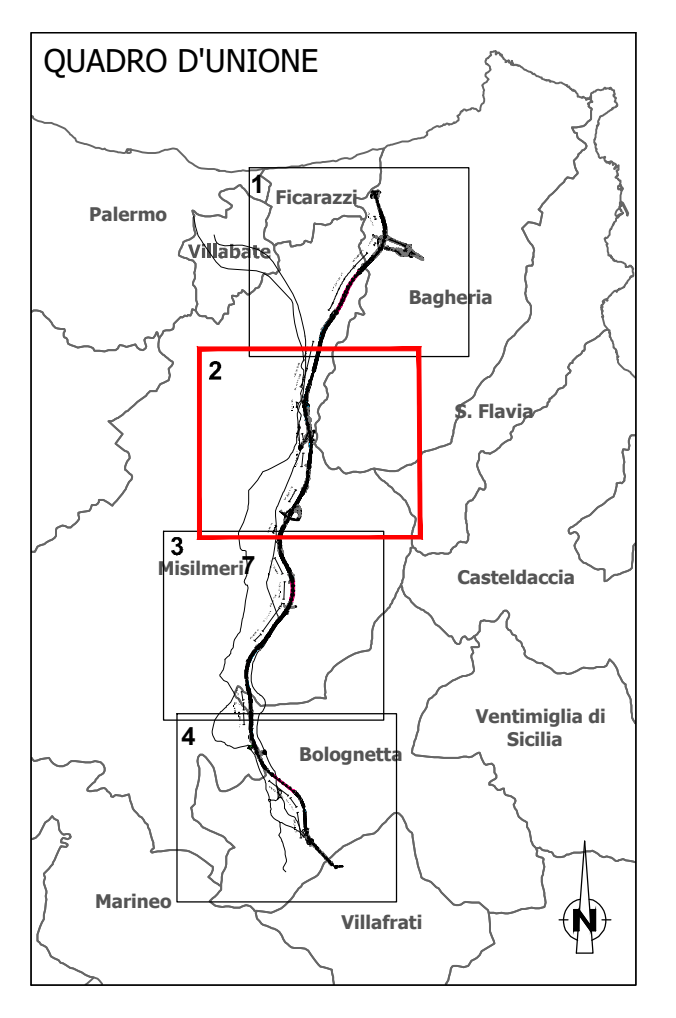 QUADRO D'UNIONE
1
Ficarazzi
Palermo
Villabate
Bagheria
2
S. Flavia
3
Misilmeri
7
Casteldaccia
Ventimiglia di
Sicilia
4
Bolognetta
Marineo
Villafrati
N